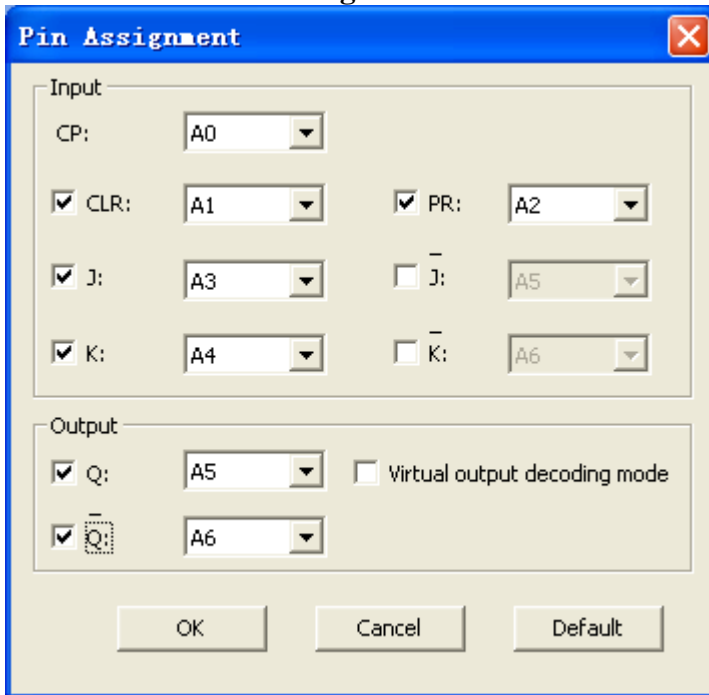 Pin Assignment
Input
CP: A0
CLR: A1 PR: A2
J: A3 J̅: A5
K: A4 K̅: A6
Output
Q: A5 Virtual output decoding mode
Q̅: A6
OK Cancel Default